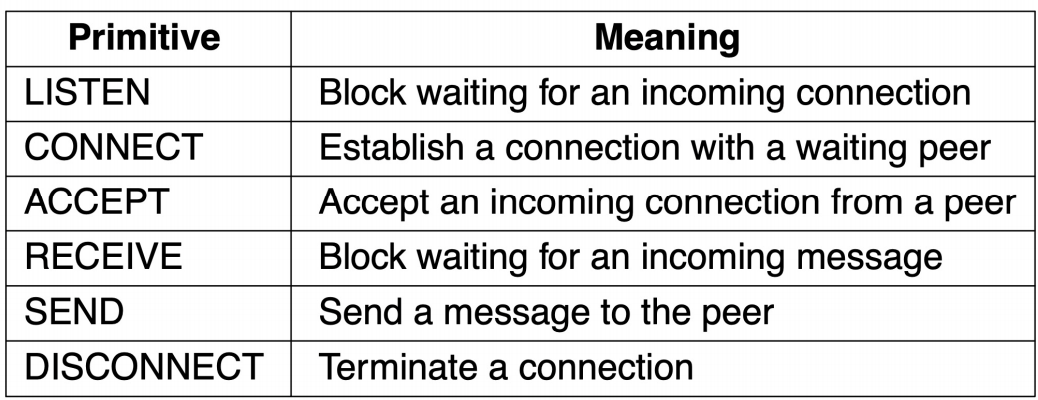 Primitive Meaning
LISTEN Block waiting for an incoming connection
CONNECT Establish a connection with a waiting peer
ACCEPT Accept an incoming connection from a peer
RECEIVE Block waiting for an incoming message
SEND Send a message to the peer
DISCONNECT Terminate a connection